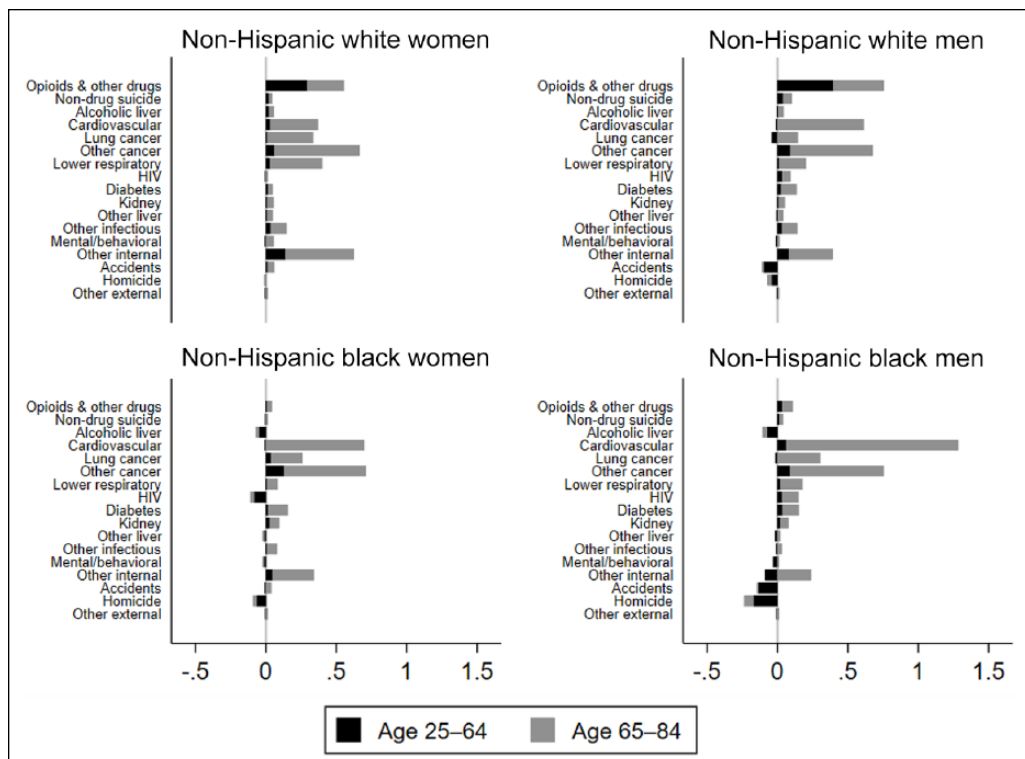 Non-Hispanic white women
Opioids & other drugs
Non-drug suicide
Alcoholic liver
Cardiovascular
Lung cancer
Other cancer
Lower respiratory
HIV
Diabetes
Kidney
Other liver
Other infectious
Mental/behavioral
Other internal
Accidents
Homicide
Other external
Non-Hispanic white men
Opioids & other drugs
Non-drug suicide
Alcoholic liver
Cardiovascular
Lung cancer
Other cancer
Lower respiratory
HIV
Diabetes
Kidney
Other liver
Other infectious
Mental/behavioral
Other internal
Accidents
Homicide
Other external
Non-Hispanic black women
Opioids & other drugs
Non-drug suicide
Alcoholic liver
Cardiovascular
Lung cancer
Other cancer
Lower respiratory
HIV
Diabetes
Kidney
Other liver
Other infectious
Mental/behavioral
Other internal
Accidents
Homicide
Other external
-.5 0 .5 1 1.5
Non-Hispanic black men
Opioids & other drugs
Non-drug suicide
Alcoholic liver
Cardiovascular
Lung cancer
Other cancer
Lower respiratory
HIV
Diabetes
Kidney
Other liver
Other infectious
Mental/behavioral
Other internal
Accidents
Homicide
Other external
-.5 0 .5 1 1.5
Age 25–64 Age 65–84